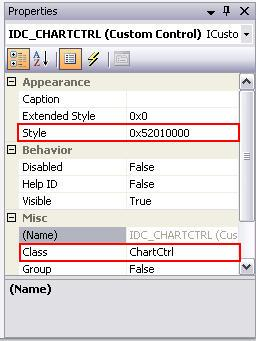 Properties
IDC_CHARTCTRL (Custom Control) ICusto
Appearance
Caption
Extended Style 0x0
Style 0x52010000
Behavior
Disabled False
Help ID False
Visible True
Misc
(Name) IDC_CHARTCTRL (Cus
Class ChartCtrl
Group False
(Name)